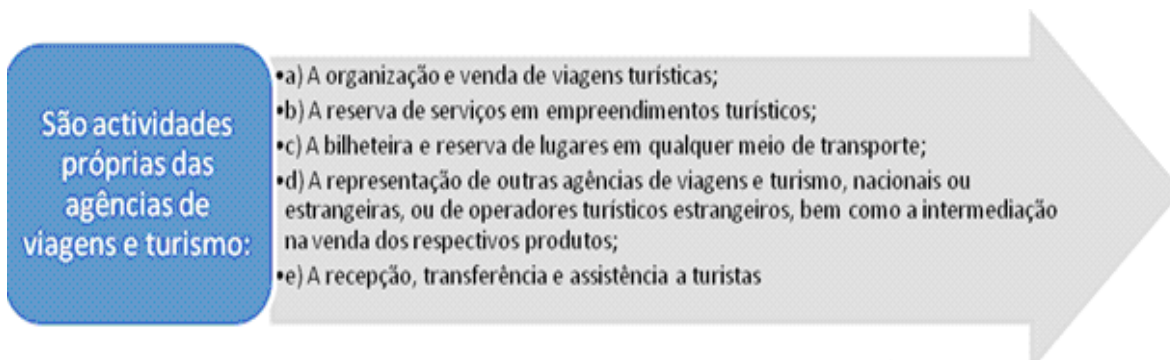 São actividades
próprias das
agências de
viagens e turismo:
•a) A organização e venda de viagens turísticas;
•b) A reserva de serviços em empreendimentos turísticos;
•c) A bilheteira e reserva de lugares em qualquer meio de transporte;
•d) A representação de outras agências de viagens e turismo, nacionais ou
estrangeiras, ou de operadores turísticos estrangeiros, bem como a intermediação
na venda dos respectivos produtos;
•e) A recepção, transferência e assistência a turistas